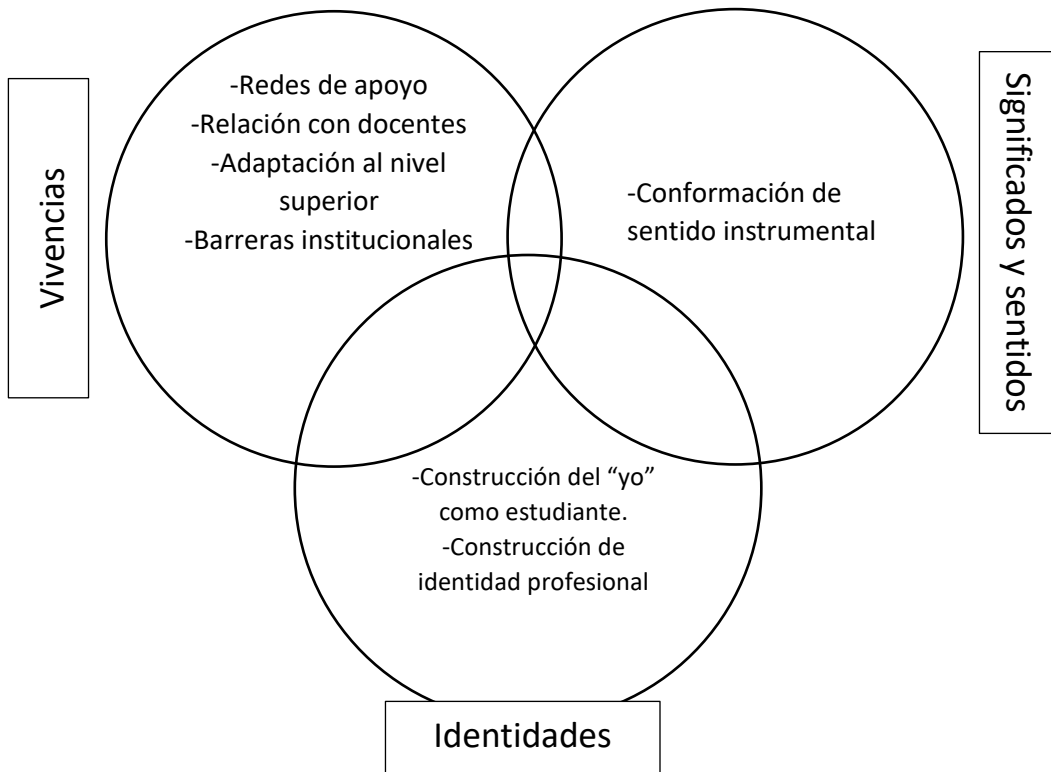 Vivencias
-Redes de apoyo
-Relación con docentes
-Adaptación al nivel
superior
-Barreras institucionales
-Conformación de
sentido instrumental
Significados y sentidos
-Construcción del “yo”
como estudiante.
-Construcción de
identidad profesional
Identidades